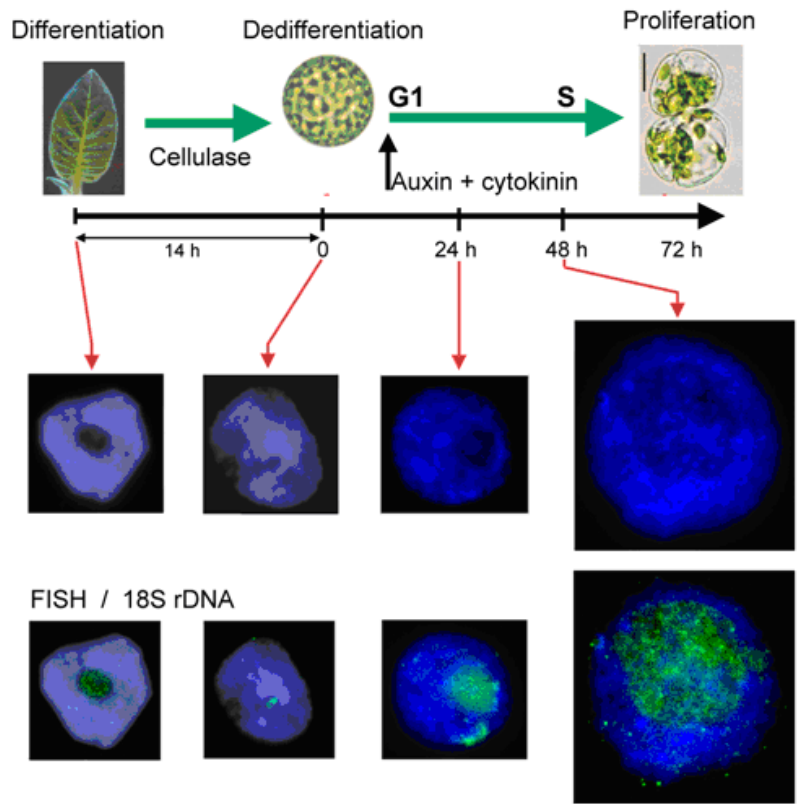 Differentiation
Dedifferentiation
Proliferation
G1
S
Cellulase
Auxin + cytokinin
14 h
0
24 h
48 h
72 h
FISH / 18S rDNA